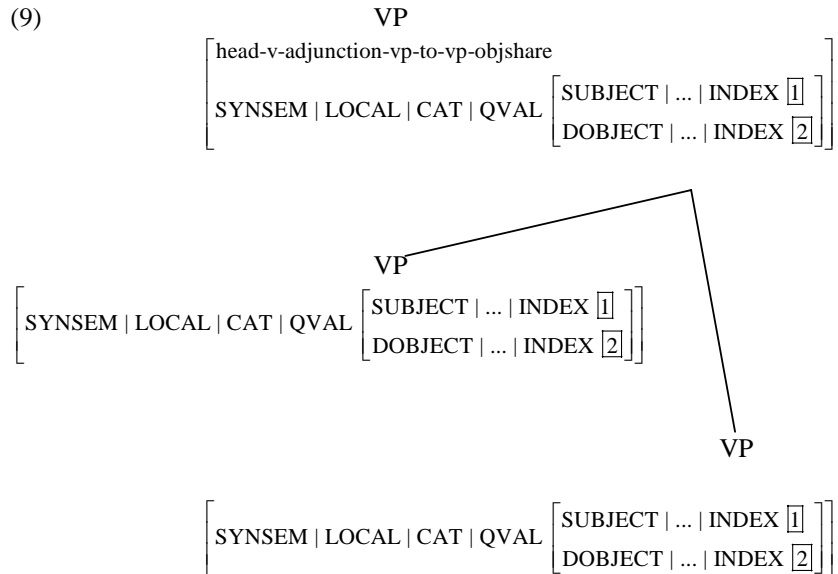 (9) VP
head-v-adjunction-vp-to-vp-objshare
SYNSEM | LOCAL | CAT | QVAL
SUBJECT | ... | INDEX 1
DOBJECT | ... | INDEX 2
VP
SYNSEM | LOCAL | CAT | QVAL
SUBJECT | ... | INDEX 1
DOBJECT | ... | INDEX 2
VP
SYNSEM | LOCAL | CAT | QVAL
SUBJECT | ... | INDEX 1
DOBJECT | ... | INDEX 2